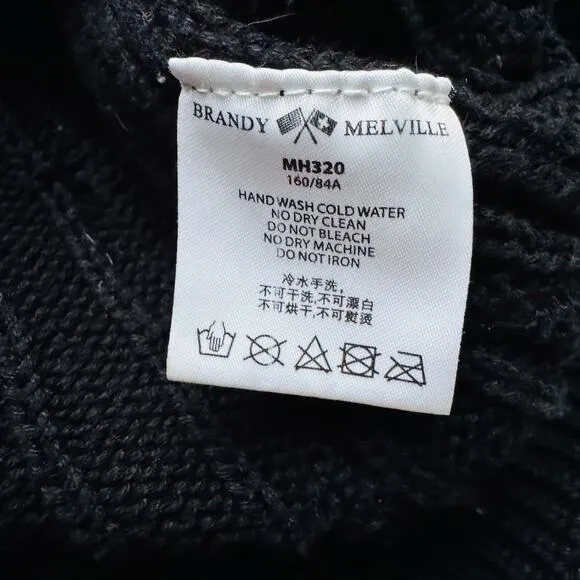 BRANDY MELVILLE
MH320
160/84A
HAND WASH COLD WATER
NO DRY CLEAN
DO NOT BLEACH
NO DRY MACHINE
DO NOT IRON
冷水手洗，
不可干洗,不可漂白
不可烘干,不可熨烫